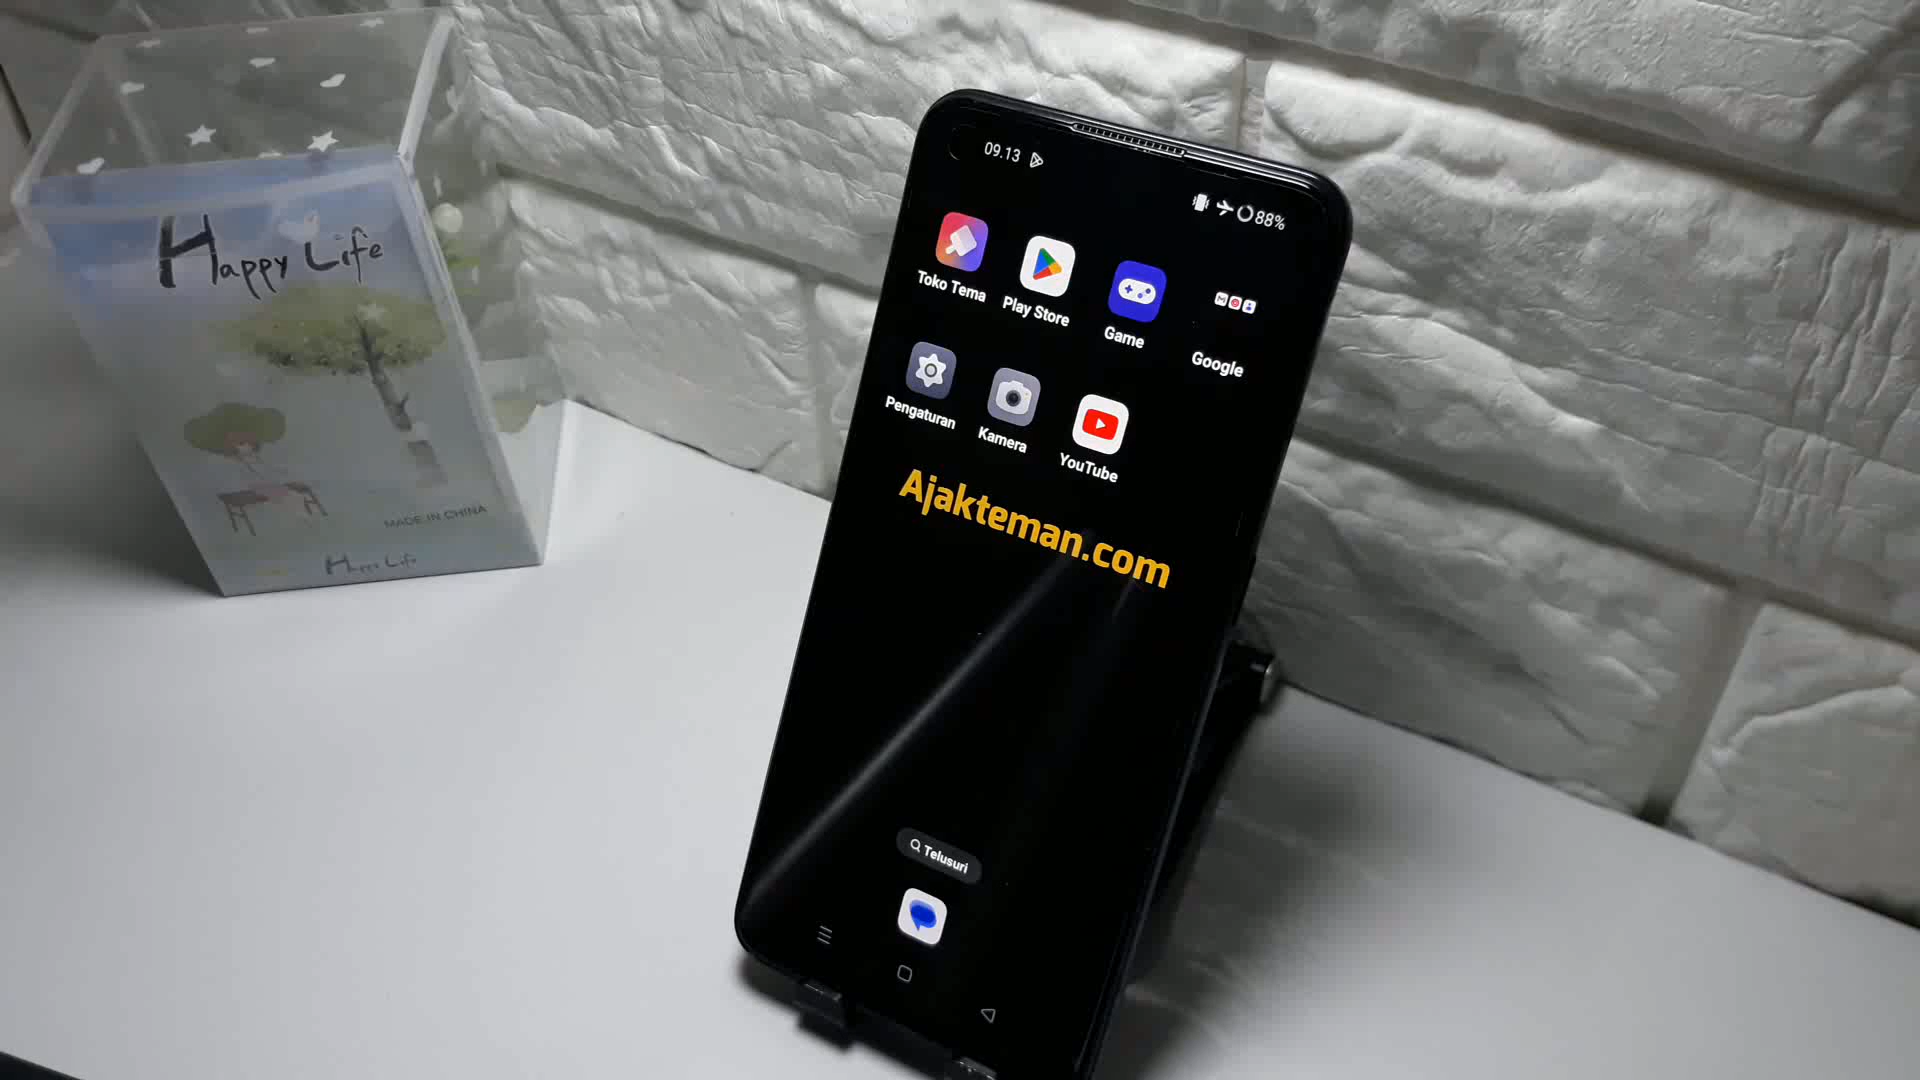 Happy Life
MADE IN CHINA
Happy Life
09.13
88%
Toko Tema
Play Store
Game
Google
Pengaturan
Kamera
YouTube
Ajakteman.com
Telusuri